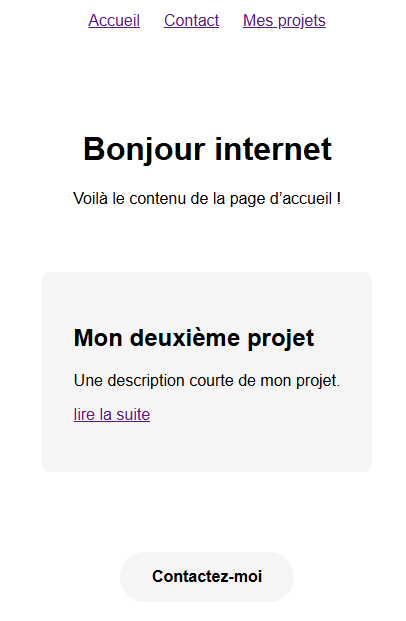 Accueil Contact Mes projets
Bonjour internet
Voilà le contenu de la page d’accueil !
Mon deuxième projet
Une description courte de mon projet.
lire la suite
Contactez-moi